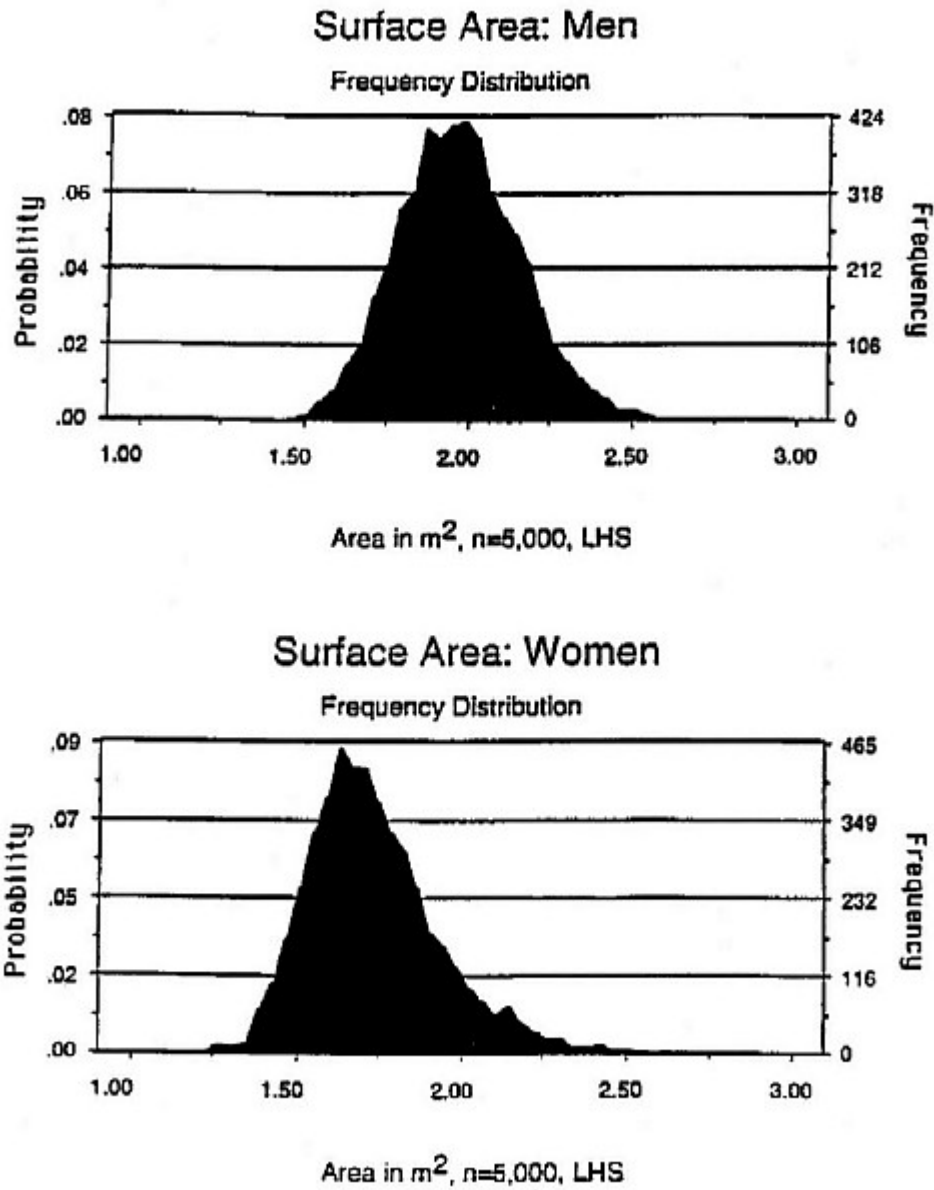 Surface Area: Men
Frequency Distribution
Probability
.08
.06
.04
.02
.00
424
318
212
106
0
Frequency
1.00 1.50 2.00 2.50 3.00
Area in m², n=5,000, LHS
Surface Area: Women
Frequency Distribution
Probability
.09
.07
.05
.02
.00
465
349
232
116
0
Frequency
1.00 1.50 2.00 2.50 3.00
Area in m², n=5,000, LHS